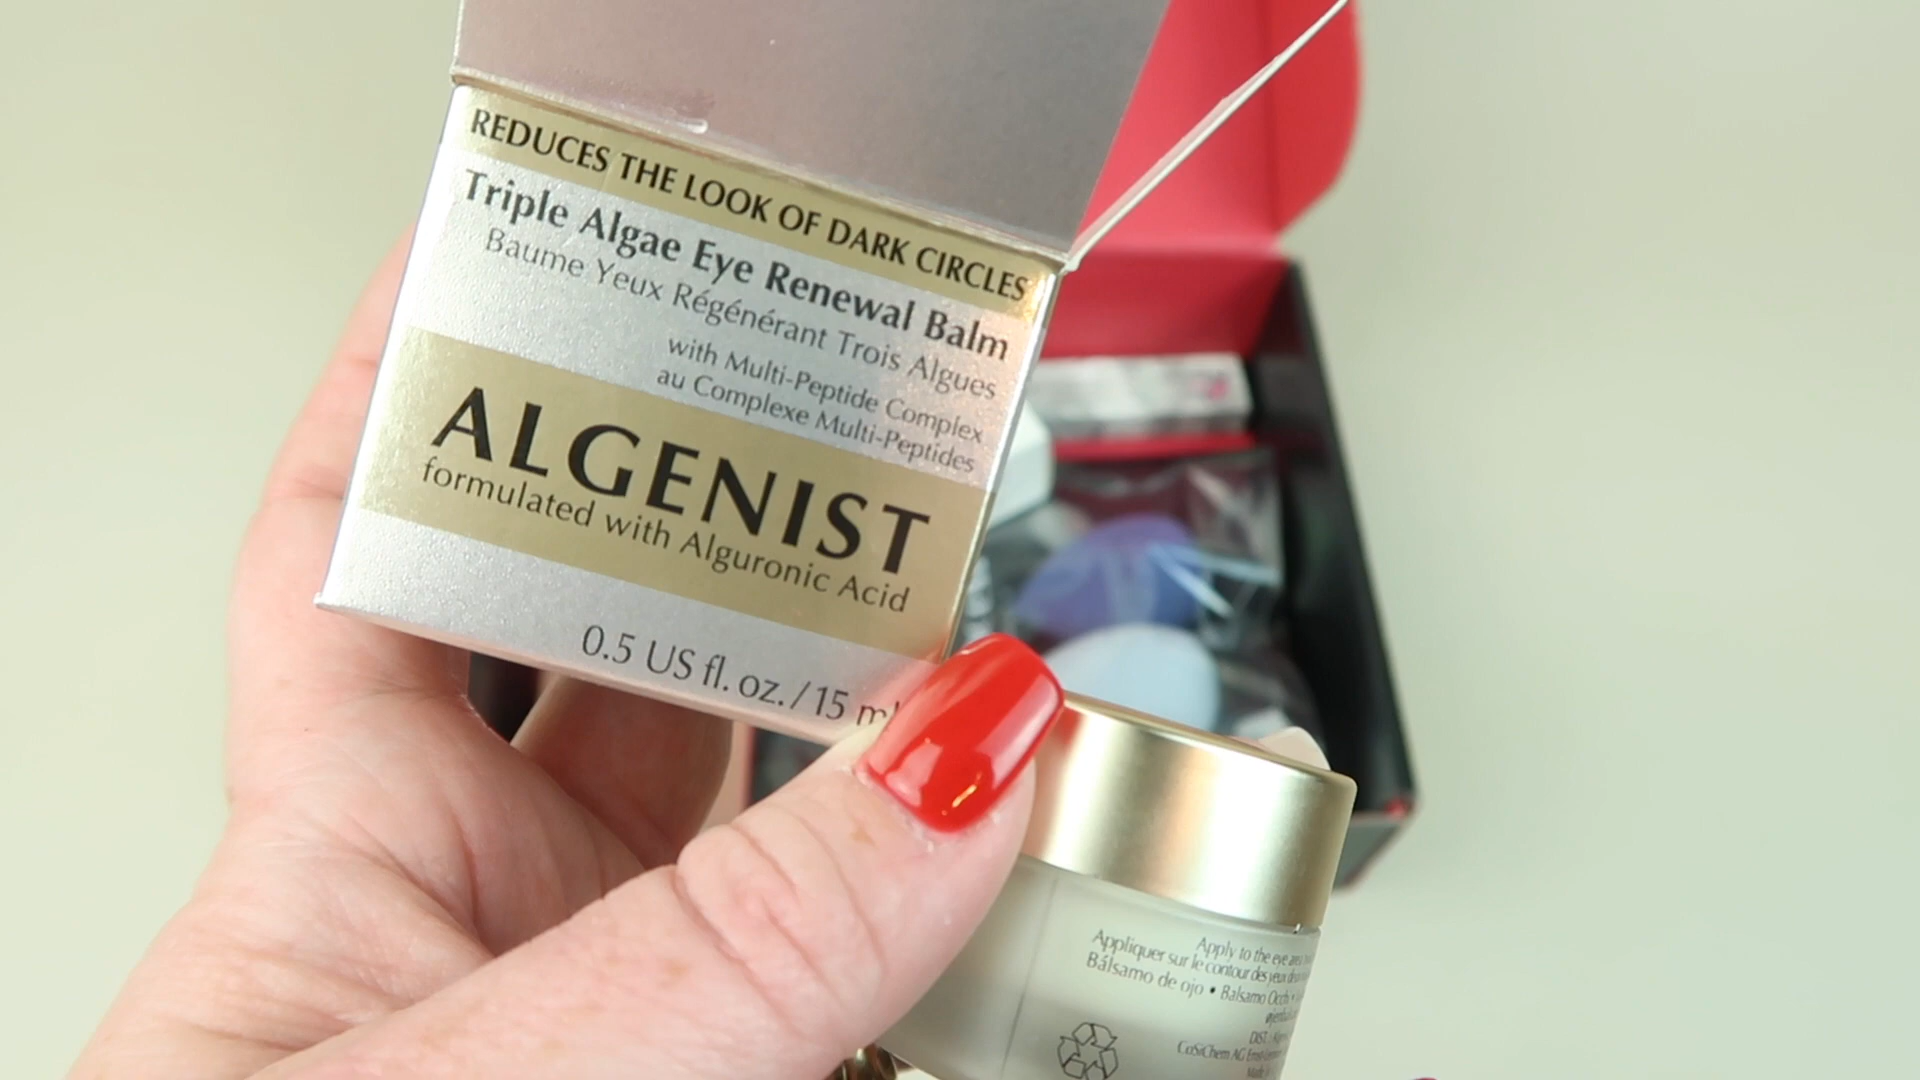 REDUCES THE LOOK OF DARK CIRCLES
Triple Algae Eye Renewal Balm
Baume Yeux Régénérant Trois Algues
with Multi-Peptide Complex
au Complexe Multi-Peptides
ALGENIST
formulated with Alguronic Acid
0.5 US fl. oz. / 15 ml
Apply to the eye area
Appliquer sur le contour des yeux
Bálsamo de ojo • Balsamo Occhi •
DIST.
CoSiChem AG